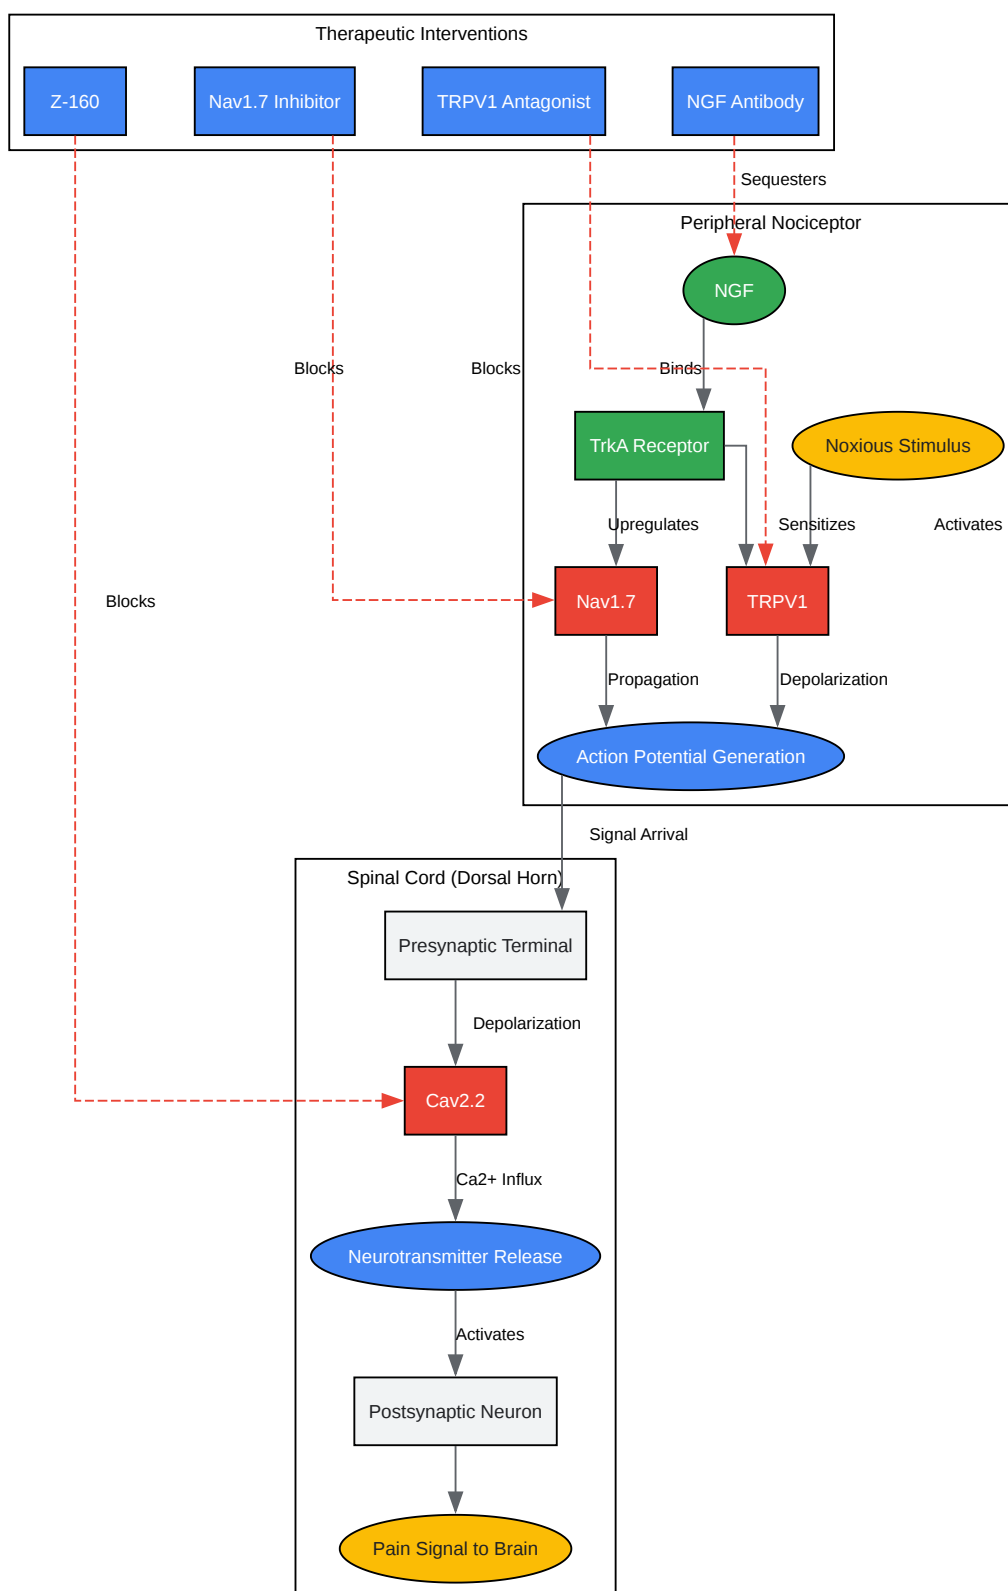 Therapeutic Interventions
Z-160
Nav1.7 Inhibitor
TRPV1 Antagonist
NGF Antibody
Sequesters
Peripheral Nociceptor
NGF
Blocks
Blocks
Binds
TrkA Receptor
Noxious Stimulus
Upregulates
Sensitizes
Activates
Blocks
Nav1.7
TRPV1
Propagation
Depolarization
Action Potential Generation
Signal Arrival
Spinal Cord (Dorsal Horn)
Presynaptic Terminal
Depolarization
Cav2.2
Ca2+ Influx
Neurotransmitter Release
Activates
Postsynaptic Neuron
Pain Signal to Brain